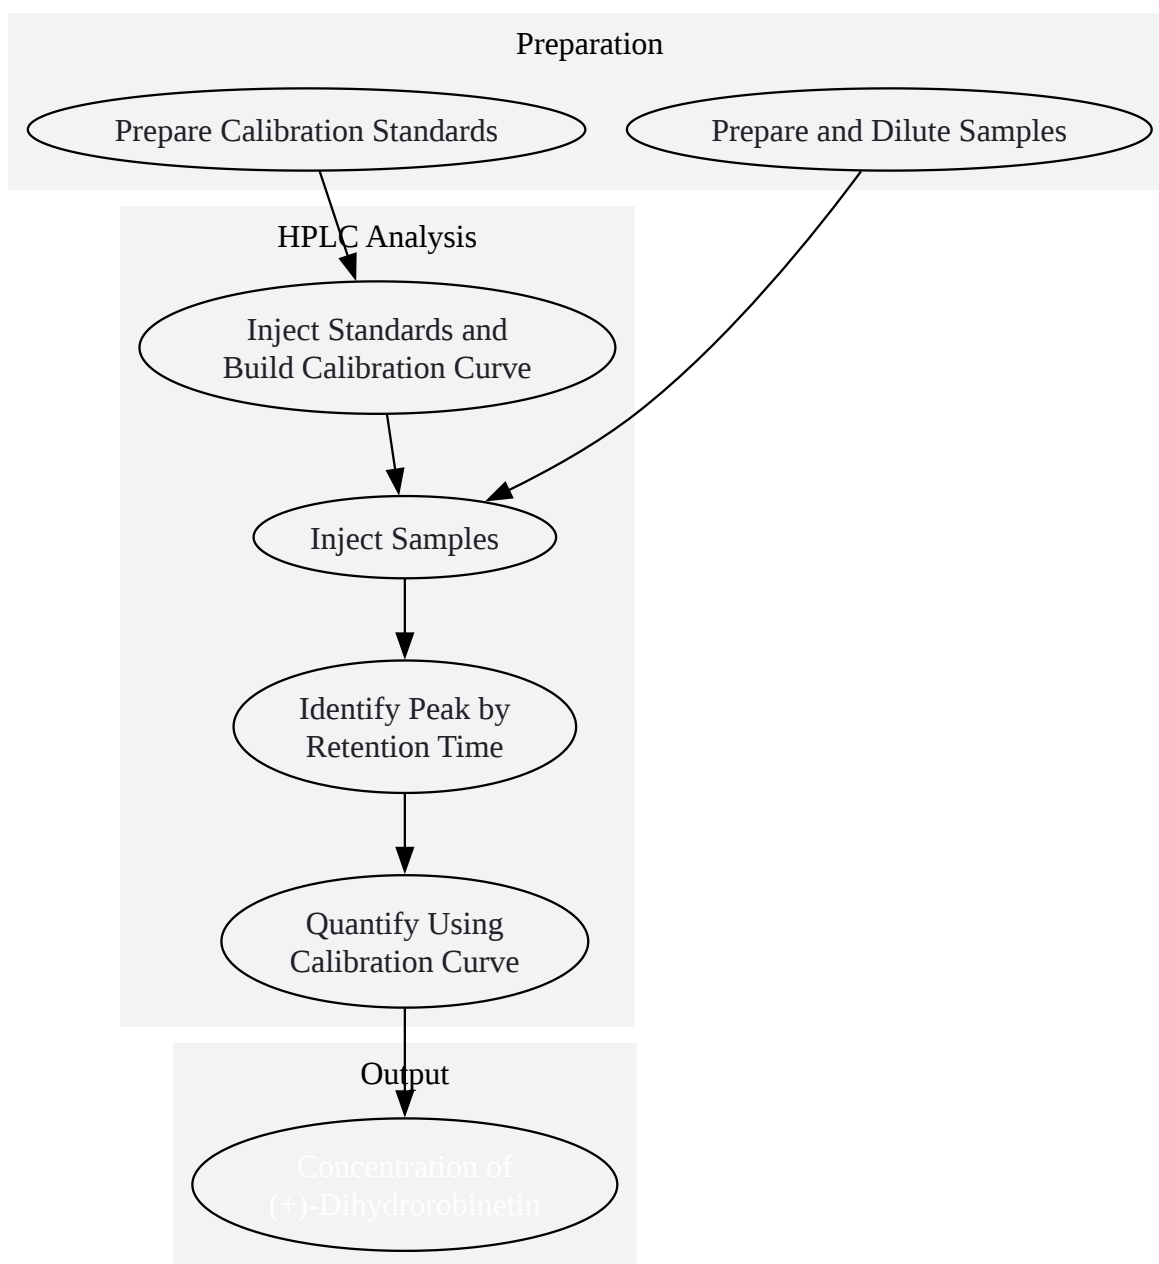 Preparation
Prepare Calibration Standards
Prepare and Dilute Samples
HPLC Analysis
Inject Standards and
Build Calibration Curve
Inject Samples
Identify Peak by
Retention Time
Quantify Using
Calibration Curve
Output
Concentration of
(+)-Dihydrorobinetin